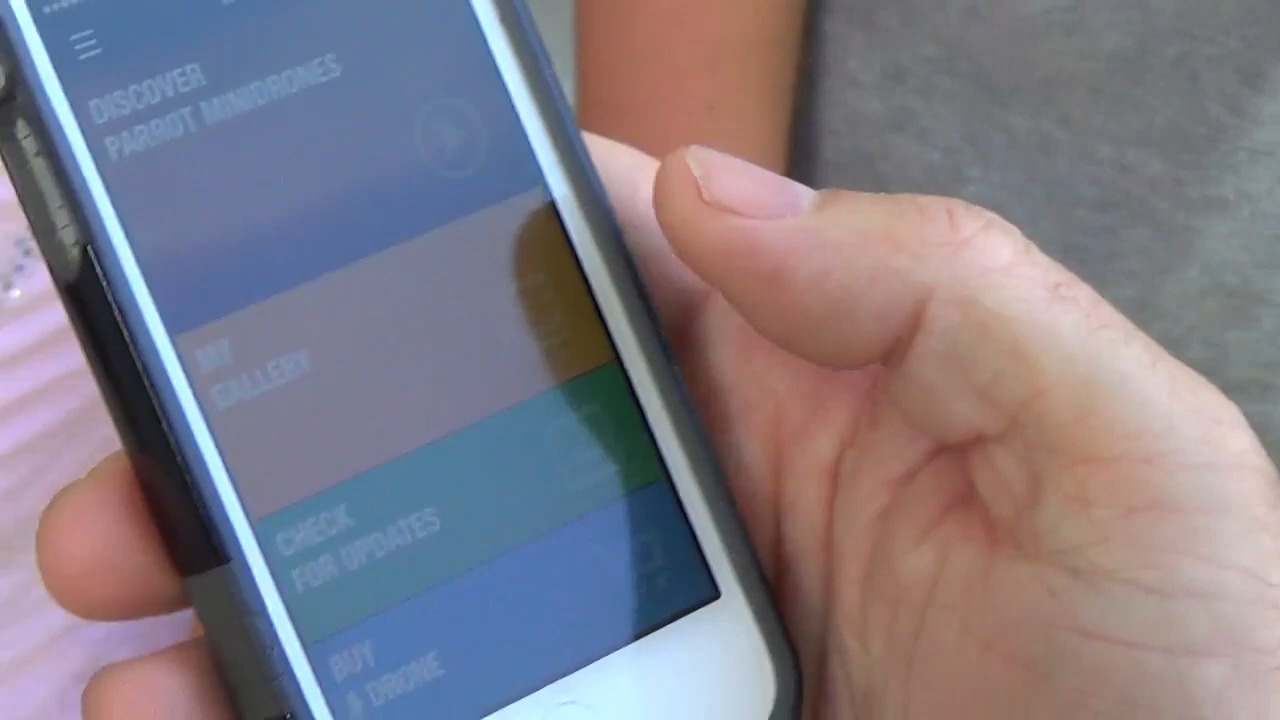 DISCOVER
PARROT MINIDRONES
MY
GALLERY
CHECK
FOR UPDATES
BUY
A DRONE